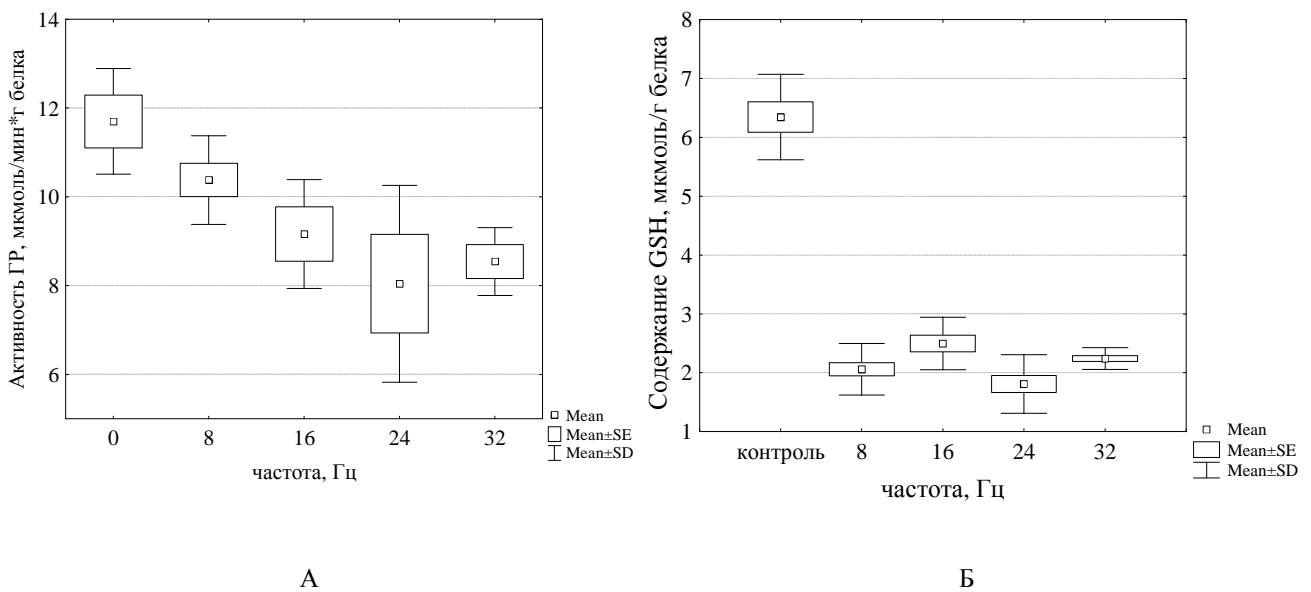 Активность ГР, мкмоль/мин*г белка
14
12
10
8
6
0 8 16 24 32
частота, Гц
Mean
Mean±SE
Mean±SD
А
Содержание GSH, мкмоль/г белка
8
7
6
5
4
3
2
1
контроль 8 16 24 32
частота, Гц
Mean
Mean±SE
Mean±SD
Б